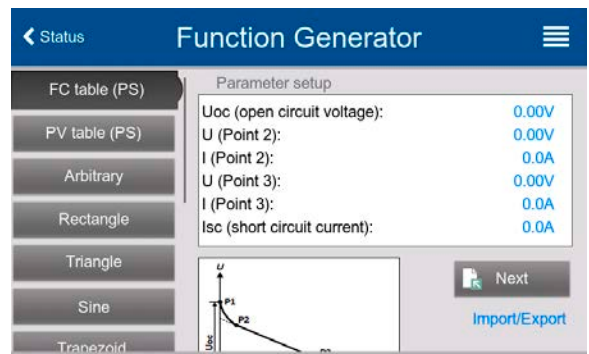 Status
Function Generator
FC table (PS)
PV table (PS)
Arbitrary
Rectangle
Triangle
Sine
Trapezoid
Parameter setup
Uoc (open circuit voltage): 0.00V
U (Point 2): 0.00V
I (Point 2): 0.0A
U (Point 3): 0.00V
I (Point 3): 0.0A
Isc (short circuit current): 0.0A
U
P1
P2
Uoc
Next
Import/Export